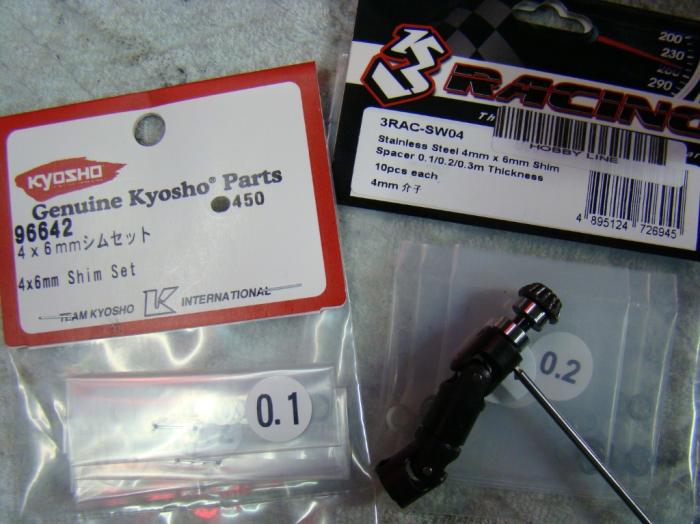 KYOSHO
Genuine Kyosho® Parts
450
96642
4×6mmシムセット
4x6mm Shim Set
TEAM KYOSHO K INTERNATIONAL
0.1
200
230
290
RACING
3RAC-SW04
HOBBY LINE
Stainless Steel 4mm x 6mm Shim
Spacer 0.1/0.2/0.3m Thickness
10pcs each
4mm 介子
4 895124 726945
0.2